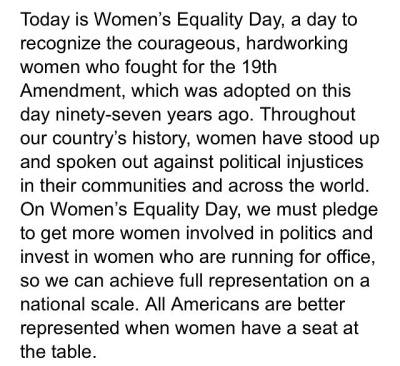 Today is Women’s Equality Day, a day to
recognize the courageous, hardworking
women who fought for the 19th
Amendment, which was adopted on this
day ninety-seven years ago. Throughout
our country’s history, women have stood up
and spoken out against political injustices
in their communities and across the world.
On Women’s Equality Day, we must pledge
to get more women involved in politics and
invest in women who are running for office,
so we can achieve full representation on a
national scale. All Americans are better
represented when women have a seat at
the table.